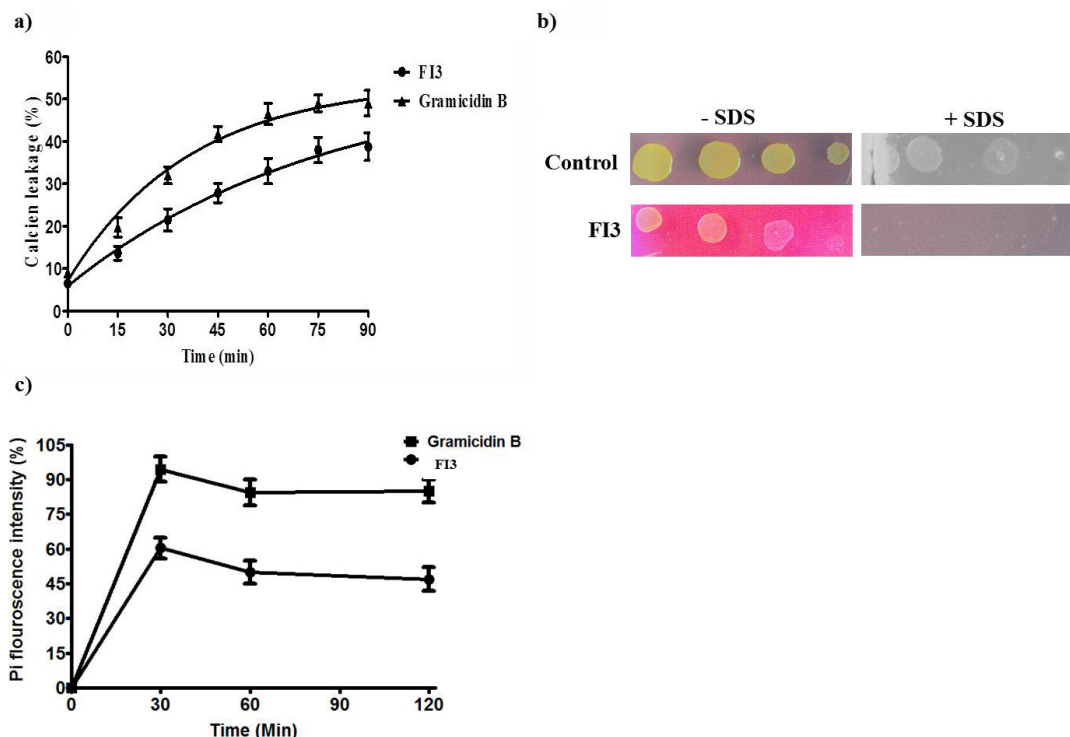 a)
60
50
40
30
20
10
0
Calcien leakage (%)
0 15 30 45 60 75 90
Time (min)
FI3
Gramicidin B
b)
- SDS + SDS
Control
FI3
c)
105
90
75
60
45
30
15
0
Pi flouroscence intensity (%)
0 30 60 90 120
Time (Min)
Gramicidin B
FI3